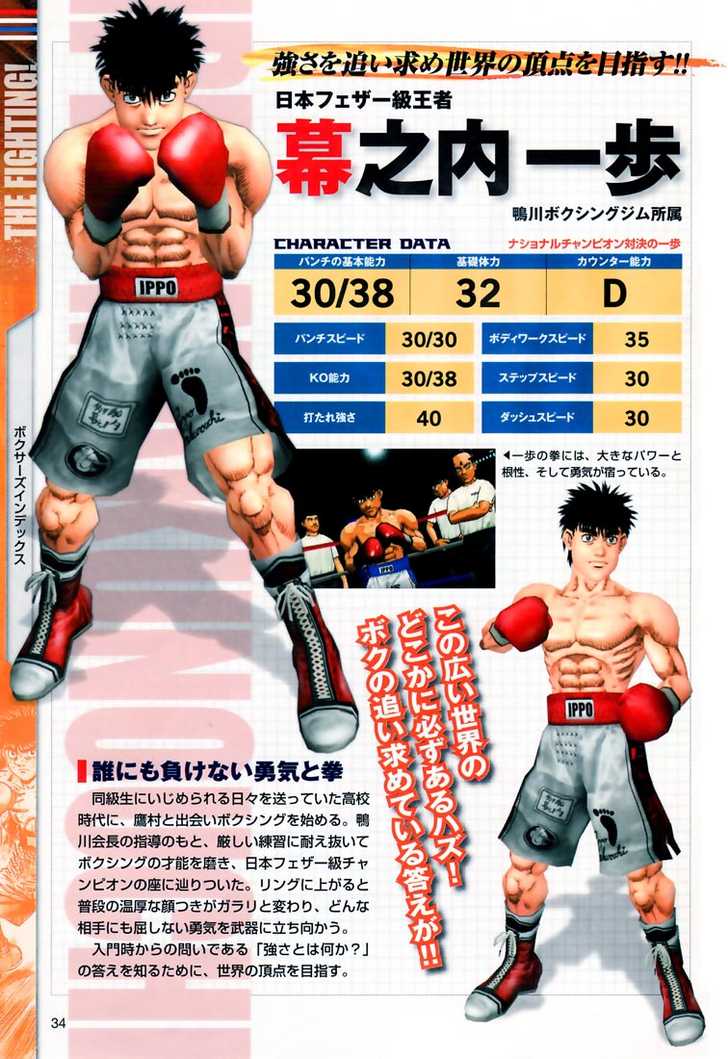 THE FIGHTING!
強さを追い求め世界の頂点を目指す!!
日本フェザー級王者
幕之内 一歩
鴨川ボクシングジム所属
CHARACTER DATA
ナショナルチャンピオン対決の一歩
パンチの基本能力 基礎体力 カウンター能力
30/38 32 D
パンチスピード 30/30 ボディワークスピード 35
KO能力 30/38 ステップスピード 30
打たれ強さ 40 ダッシュスピード 30
◀一歩の拳には、大きなパワーと
根性、そして勇気が宿っている。
IPPO
IPPO
IPPO
ボクサーズインデックス
この広い世界の
どこかに必ずあるハズ!
ボクの追い求めている答えが!!
誰にも負けない勇気と拳
同級生にいじめられる日々を送っていた高校
時代に、鷹村と出会いボクシングを始める。鴨
川会長の指導のもと、厳しい練習に耐え抜いて
ボクシングの才能を磨き、日本フェザー級チャ
ンピオンの座に辿りついた。リングに上がると
普段の温厚な顔つきがガラリと変わり、どんな
相手にも屈しない勇気を武器に立ち向かう。
入門時からの問いである「強さとは何か?」
の答えを知るために、世界の頂点を目指す。
34